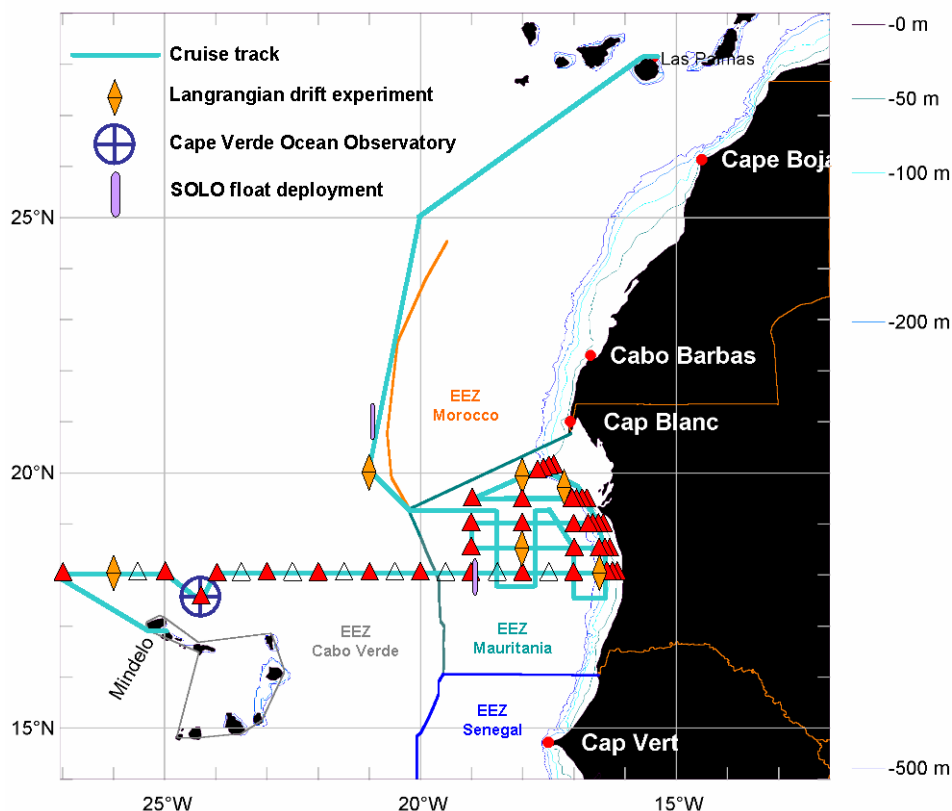 Cruise track
Langrangian drift experiment
Cape Verde Ocean Observatory
SOLO float deployment
Las Palmas
Cape Boja
25°N
Cabo Barbas
EEZ
Morocco
Cap Blanc
20°N
EEZ
Cabo Verde
EEZ
Mauritania
Mindelo
EEZ
Senegal
15°N
Cap Vert
25°W
20°W
15°W
-0 m
-50 m
-100 m
-200 m
-500 m